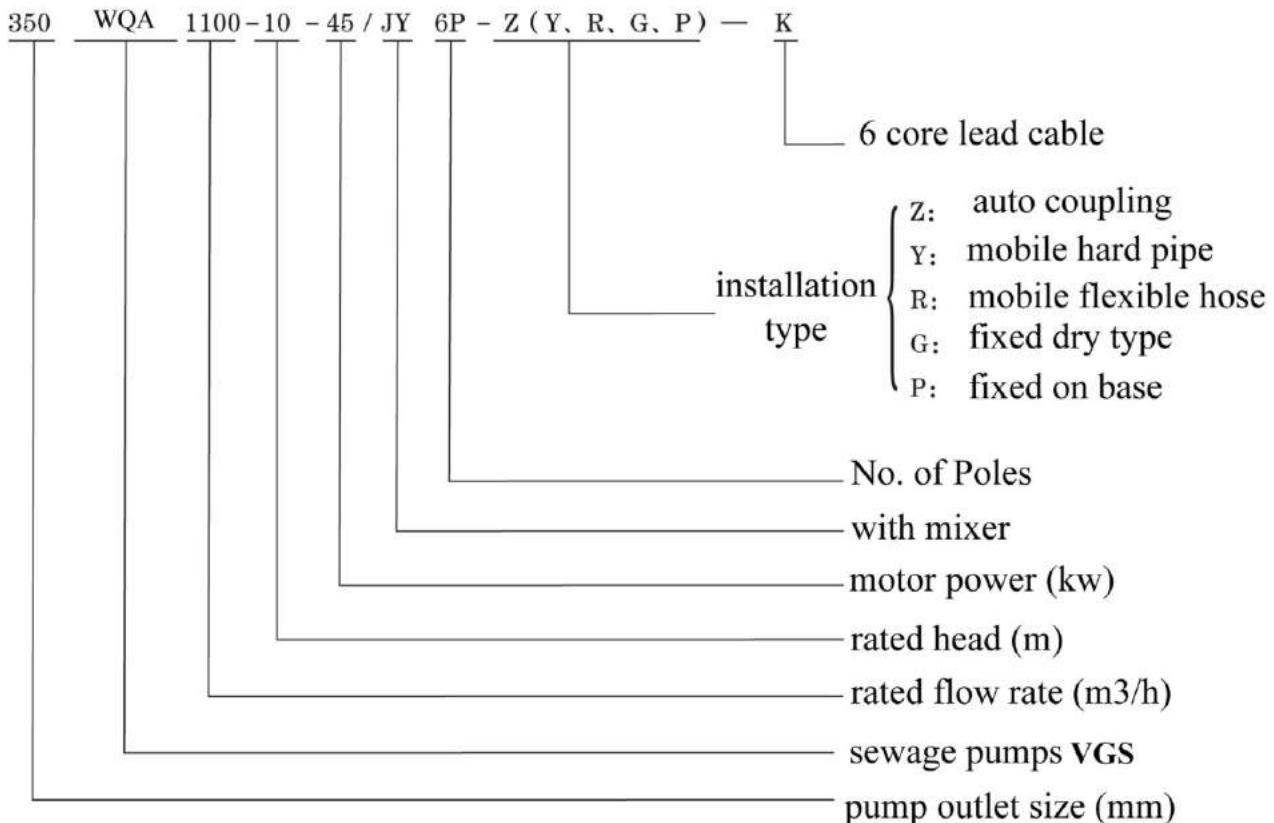 350 WQA 1100-10-45/JY 6P-Z(Y、R、G、P)—K
6 core lead cable
installation type
Z: auto coupling
Y: mobile hard pipe
R: mobile flexible hose
G: fixed dry type
P: fixed on base
No. of Poles
with mixer
motor power (kw)
rated head (m)
rated flow rate (m3/h)
sewage pumps VGS
pump outlet size (mm)